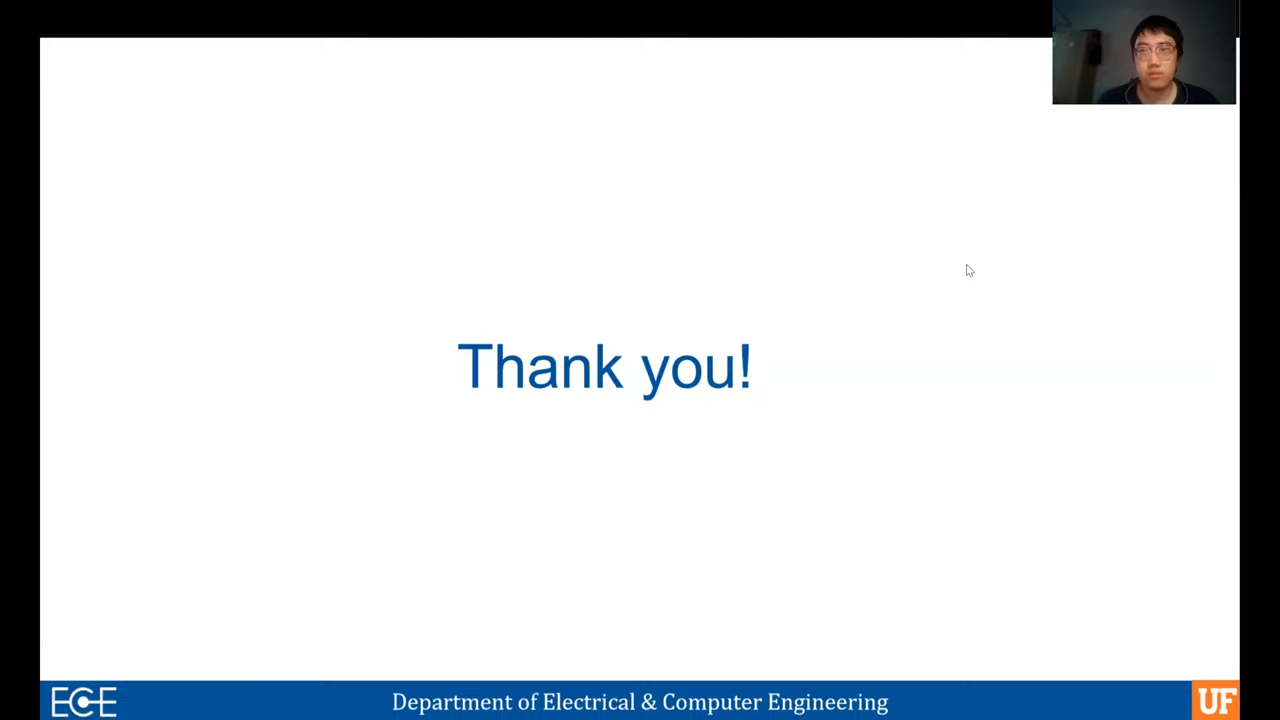 Thank you!
ECE
Department of Electrical & Computer Engineering
UF